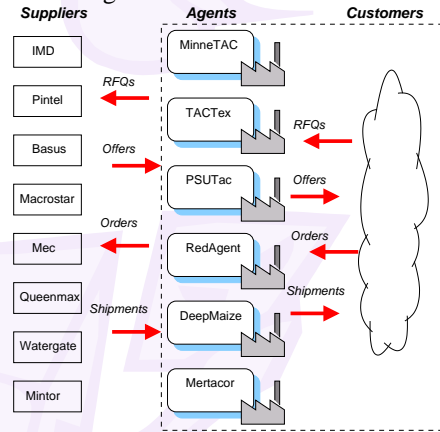 Suppliers Agents Customers
IMD
Pintel
Basus
Macrostar
Mec
Queenmax
Watergate
Mintor
RFQs
Offers
Orders
Shipments
MinneTAC
TACTex
PSUTac
RedAgent
DeepMaize
Mertacor
RFQs
Offers
Orders
Shipments